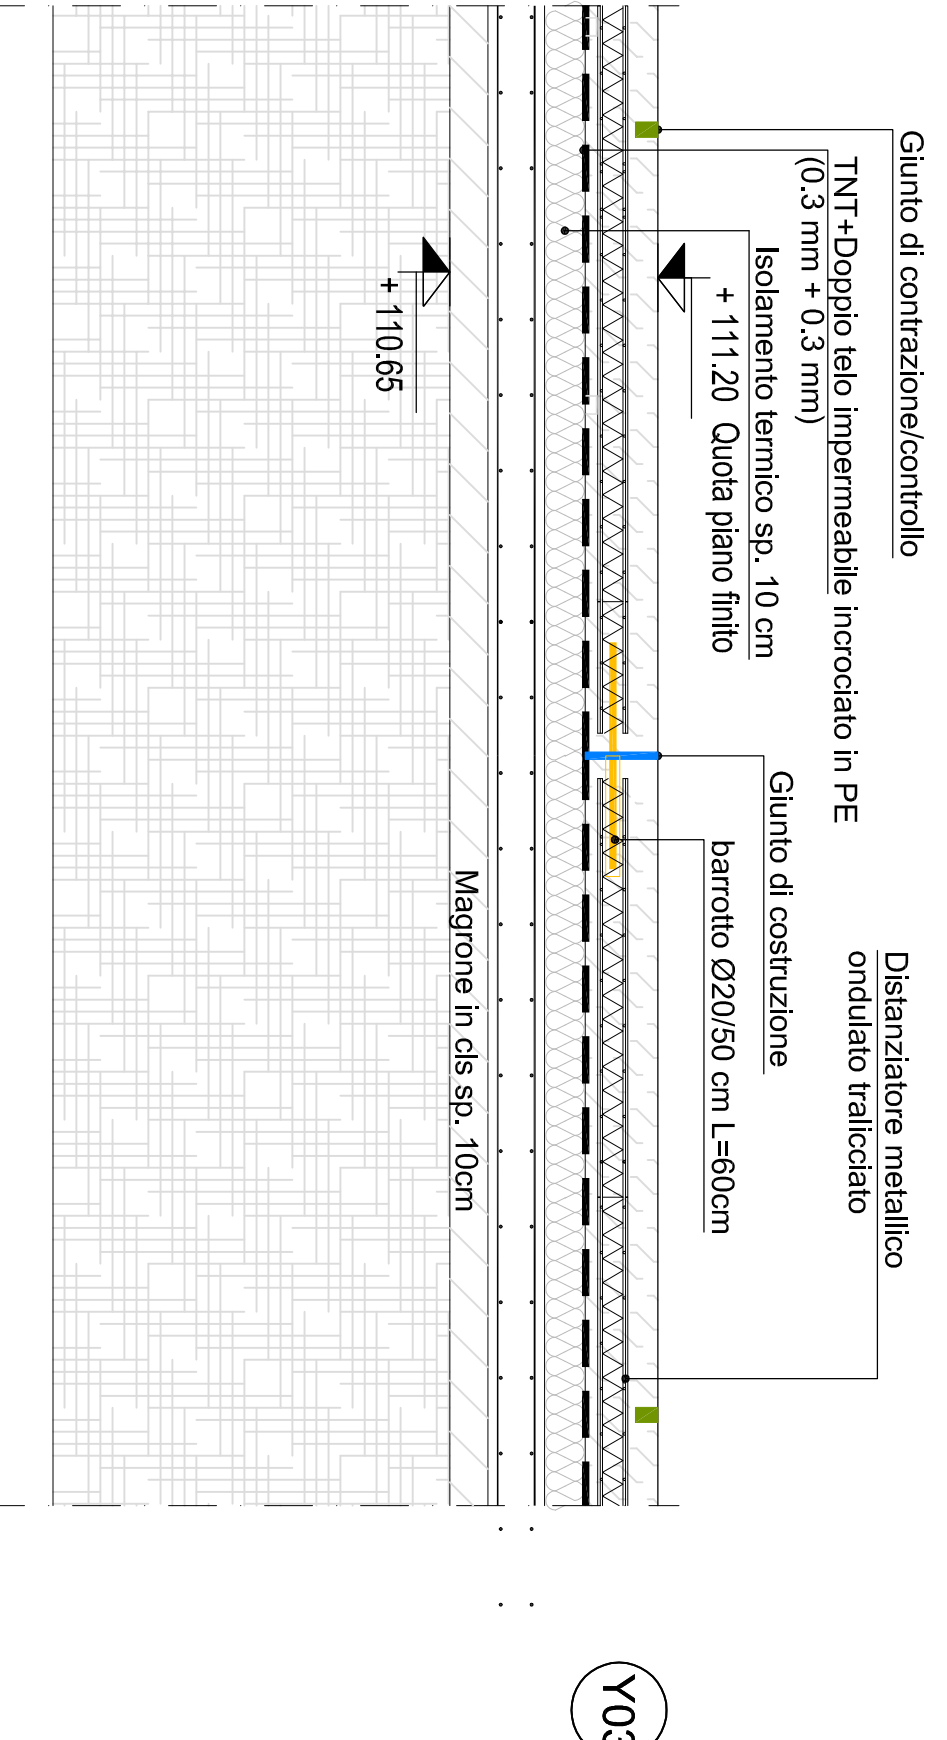 Giunto di contrazione/controllo
TNT+Doppio telo impermeabile incrociato in PE
(0.3 mm + 0.3 mm)
Isolamento termico sp. 10 cm
+ 111.20 Quota piano finito
+ 110.65
Giunto di costruzione
barrotto Ø20/50 cm L=60cm
Distanziatore metallico
ondulato tralicciato
Magrone in cls sp. 10cm
Y03